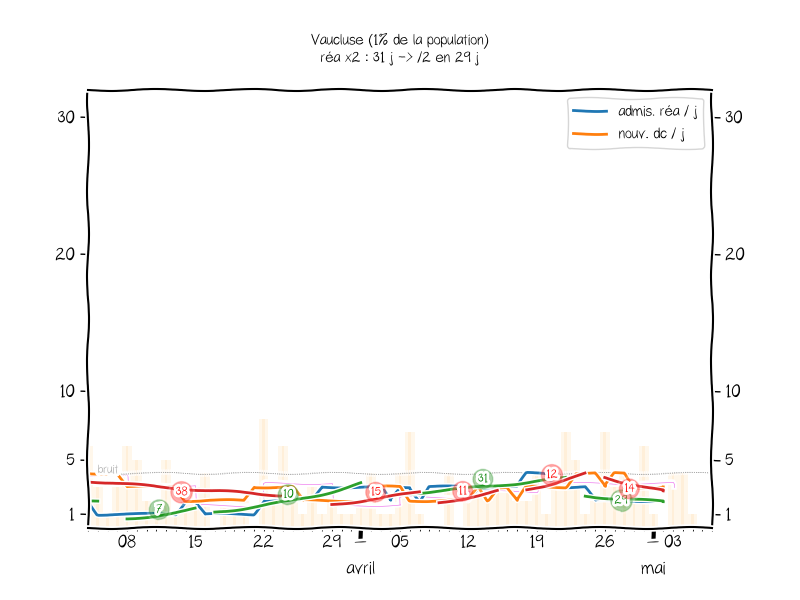 Vaucluse (1% de la population)
réa x2 : 31 j -> /2 en 29 j
admis. réa / j
nouv. dc / j
30 30
20 20
10 10
5 5
bruit
1 1
7 38 10 15 11 31 12 29 14
08 15 22 29 05 12 19 26 03
avril mai